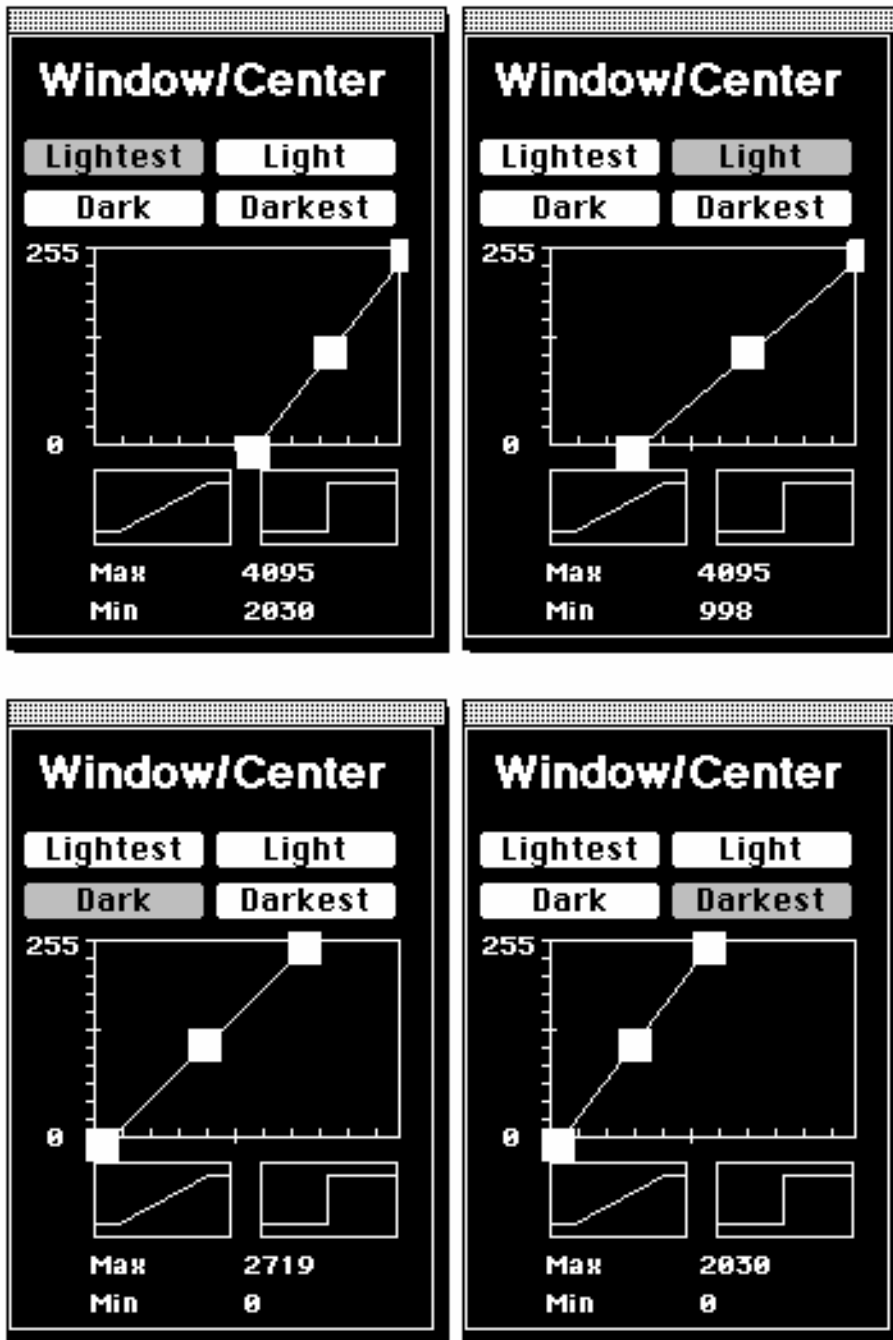 Window/Center
Lightest Light
Dark Darkest
255
0
Max 4095
Min 2030
Window/Center
Lightest Light
Dark Darkest
255
0
Max 4095
Min 998
Window/Center
Lightest Light
Dark Darkest
255
0
Max 2719
Min 0
Window/Center
Lightest Light
Dark Darkest
255
0
Max 2030
Min 0